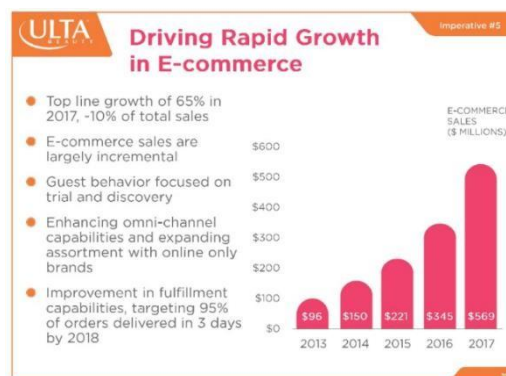 ULTA
BEAUTY
Imperative #5
Driving Rapid Growth
in E-commerce
Top line growth of 65% in
2017, ~10% of total sales
E-commerce sales are
largely incremental
Guest behavior focused on
trial and discovery
Enhancing omni-channel
capabilities and expanding
assortment with online only
brands
Improvement in fulfillment
capabilities, targeting 95%
of orders delivered in 3 days
by 2018
E-COMMERCE
SALES
($ MILLIONS)
$600
$500
$400
$300
$200
$100
$0
$96 $150 $221 $345 $569
2013 2014 2015 2016 2017